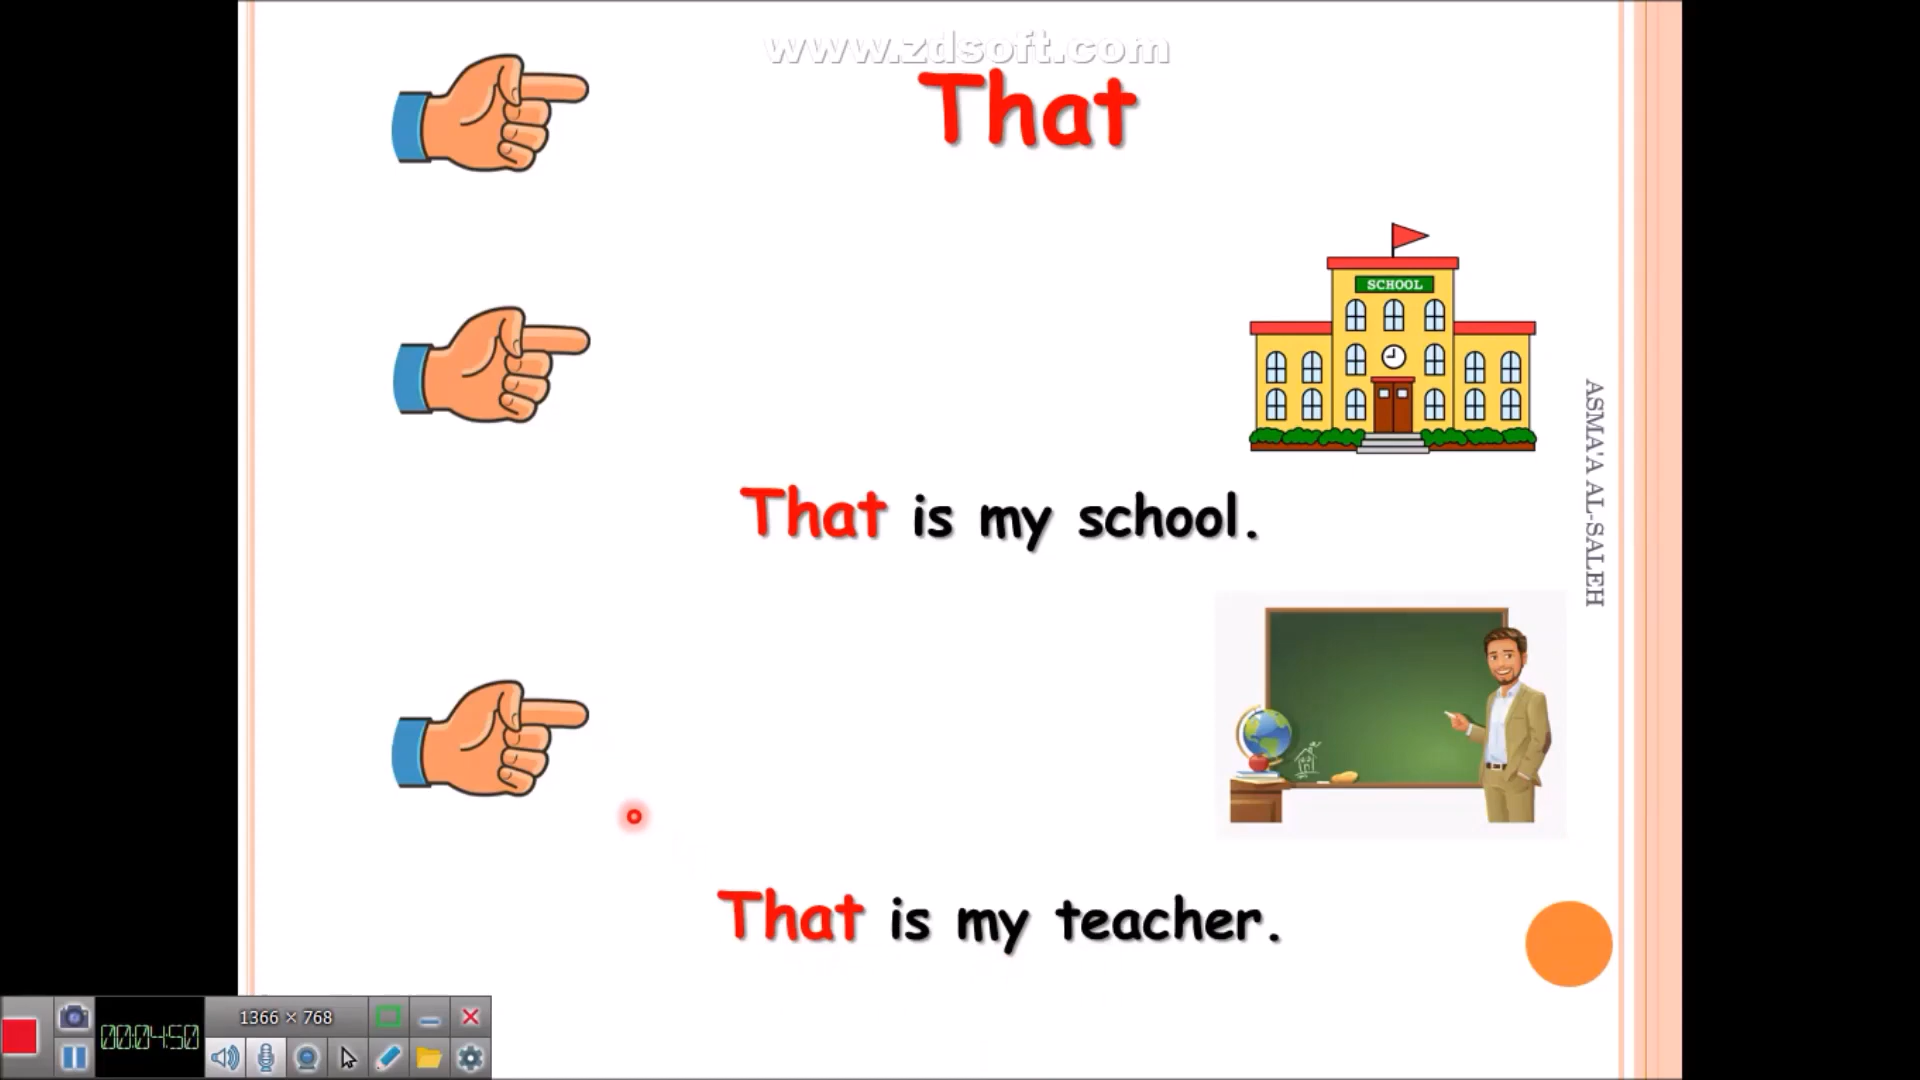 www.zdsoft.com
That
SCHOOL
That is my school.
ASMA'A AL-SALEH
That is my teacher.
1366 × 768
00:04:50